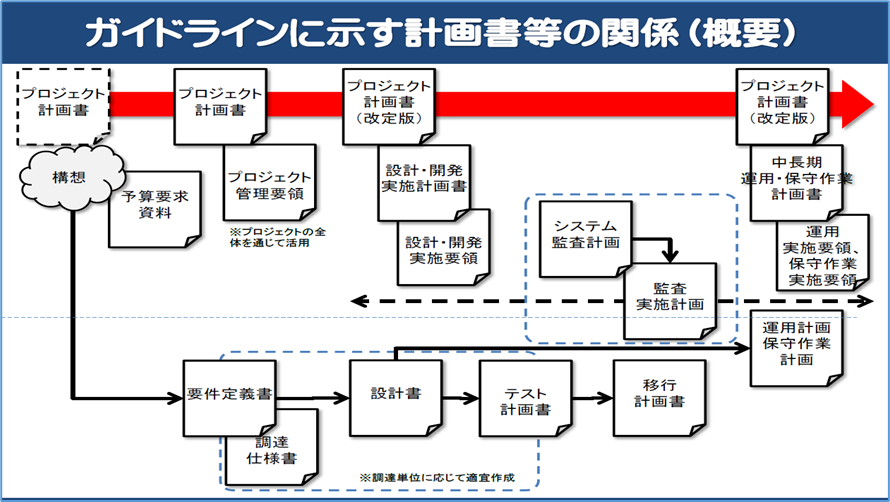 ガイドラインに示す計画書等の関係（概要）
プロジェクト
計画書
プロジェクト
計画書
プロジェクト
計画書
（改定版）
プロジェクト
計画書
（改定版）
構想
予算要求
資料
プロジェクト
管理要領
※プロジェクトの全
体を通じて活用
設計・開発
実施計画書
設計・開発
実施要領
システム
監査計画
監査
実施計画
中長期
運用・保守作業
計画書
運用
実施要領、
保守作業
実施要領
運用計画
保守作業
計画
要件定義書
調達
仕様書
設計書
テスト
計画書
移行
計画書
※調達単位に応じて適宜作成